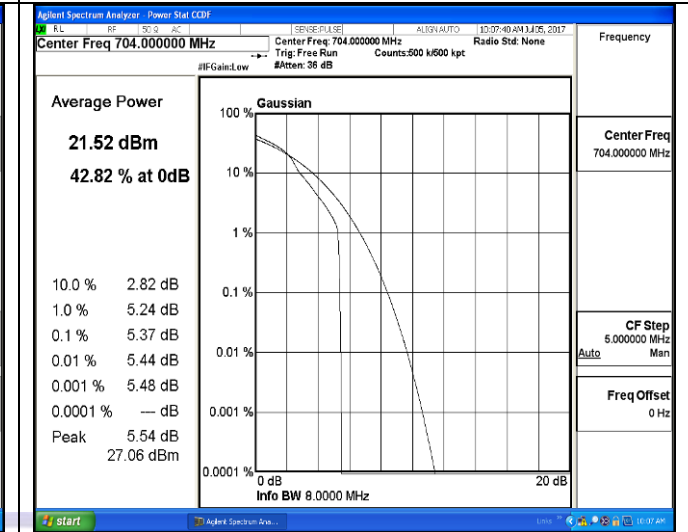 Agilent Spectrum Analyzer - Power Stat CCDF
RL RF 50 Ω AC SENSE:PULSE ALIGN AUTO 10:07:40 AM Jul 05, 2017
Center Freq 704.000000 MHz
Center Freq: 704.000000 MHz Radio Std: None
Trig: Free Run Counts:500 k/500 kpt
#IFGain:Low #Atten: 36 dB
Frequency
Average Power
21.52 dBm
42.82 % at 0dB
10.0 % 2.82 dB
1.0 % 5.24 dB
0.1 % 5.37 dB
0.01 % 5.44 dB
0.001 % 5.48 dB
0.0001 % --- dB
Peak 5.54 dB
27.06 dBm
Gaussian
100 %
10 %
1 %
0.1 %
0.01 %
0.001 %
0.0001 %
0 dB 20 dB
Info BW 8.0000 MHz
Center Freq
704.000000 MHz
CF Step
5.000000 MHz
Auto Man
Freq Offset
0 Hz
start
Agilent Spectrum Ana...
Links
10:07 AM